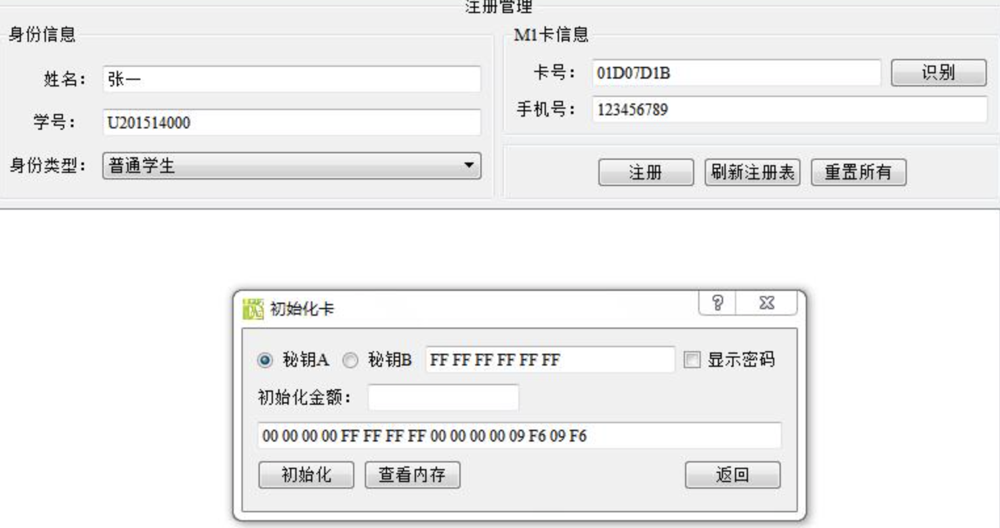 注册管理
身份信息
姓名： 张一
学号： U201514000
身份类型： 普通学生
M1卡信息
卡号： 01D07D1B 识别
手机号： 123456789
注册 刷新注册表 重置所有
初始化卡
秘钥A 秘钥B FF FF FF FF FF FF 显示密码
初始化金额：
00 00 00 00 FF FF FF FF 00 00 00 00 09 F6 09 F6
初始化 查看内存 返回